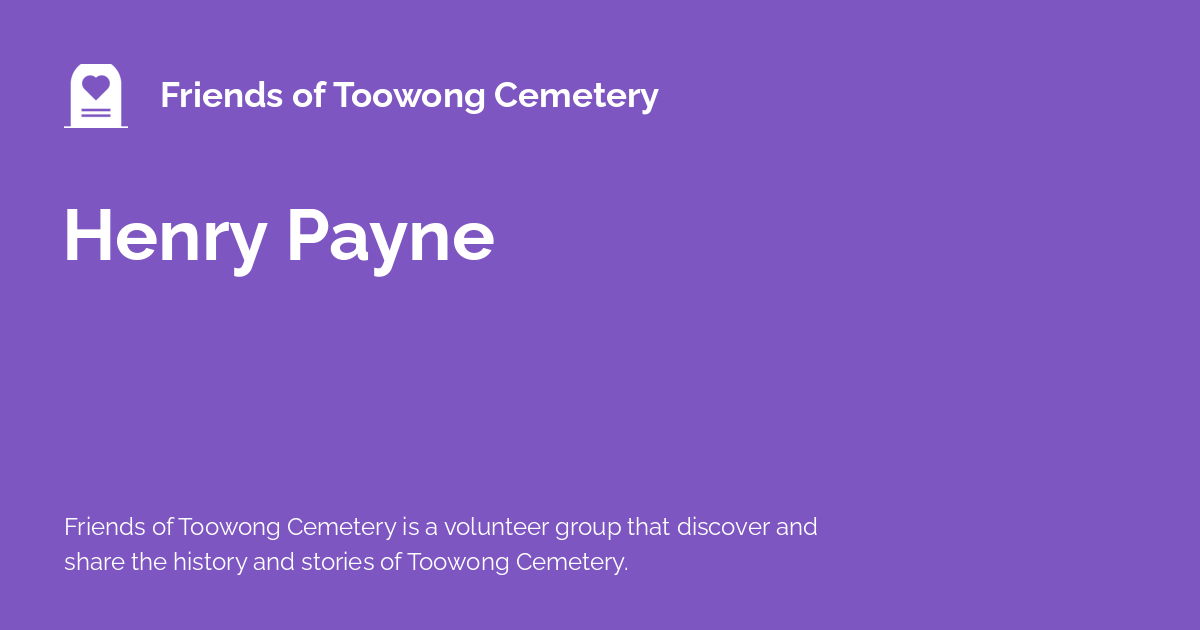 Friends of Toowong Cemetery
Henry Payne
Friends of Toowong Cemetery is a volunteer group that discover and
share the history and stories of Toowong Cemetery.